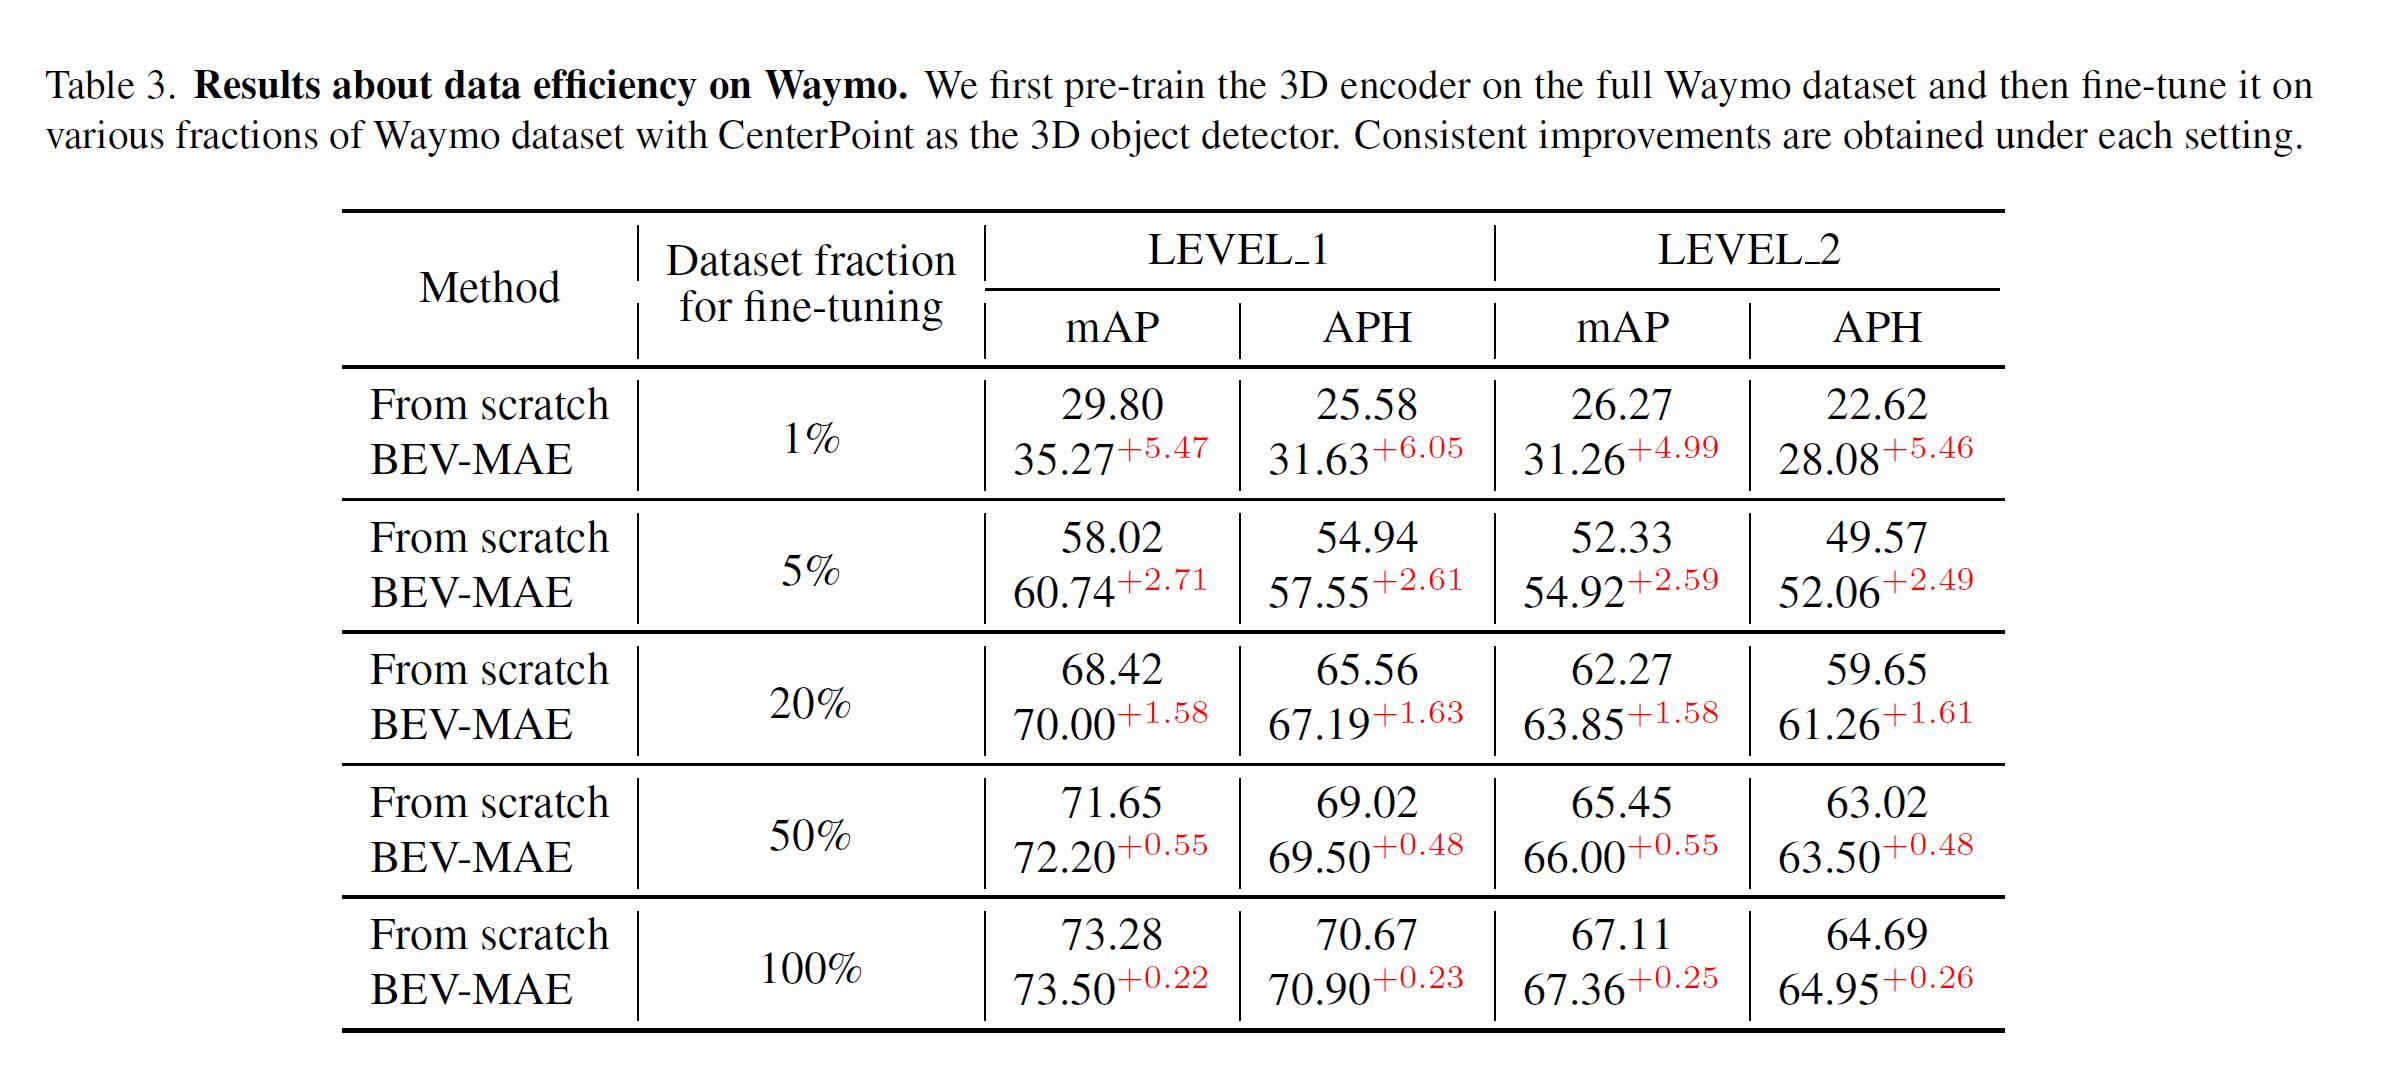 Table 3. Results about data efficiency on Waymo. We first pre-train the 3D encoder on the full Waymo dataset and then fine-tune it on
various fractions of Waymo dataset with CenterPoint as the 3D object detector. Consistent improvements are obtained under each setting.
Method Dataset fraction for fine-tuning LEVEL_1 LEVEL_2
mAP APH mAP APH
From scratch 1% 29.80 25.58 26.27 22.62
BEV-MAE 35.27+5.47 31.63+6.05 31.26+4.99 28.08+5.46
From scratch 5% 58.02 54.94 52.33 49.57
BEV-MAE 60.74+2.71 57.55+2.61 54.92+2.59 52.06+2.49
From scratch 20% 68.42 65.56 62.27 59.65
BEV-MAE 70.00+1.58 67.19+1.63 63.85+1.58 61.26+1.61
From scratch 50% 71.65 69.02 65.45 63.02
BEV-MAE 72.20+0.55 69.50+0.48 66.00+0.55 63.50+0.48
From scratch 100% 73.28 70.67 67.11 64.69
BEV-MAE 73.50+0.22 70.90+0.23 67.36+0.25 64.95+0.26